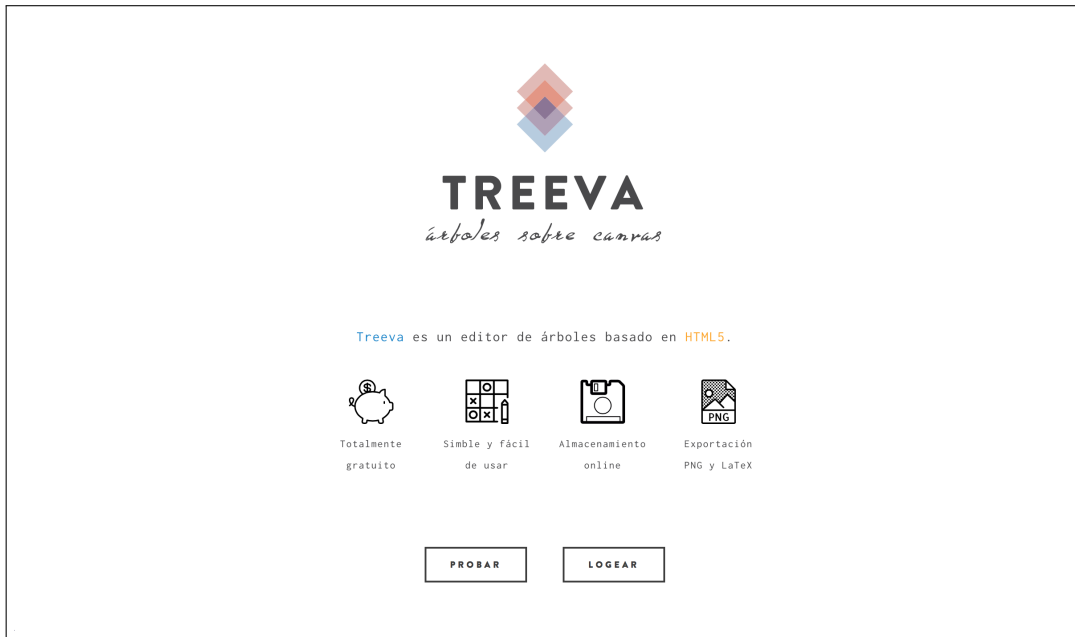 TREEVA
árboles sobre canvas
Treeva es un editor de árboles basado en HTML5.
PNG
Totalmente
gratuito
Simble y fácil
de usar
Almacenamiento
online
Exportación
PNG y LaTeX
PROBAR
LOGEAR